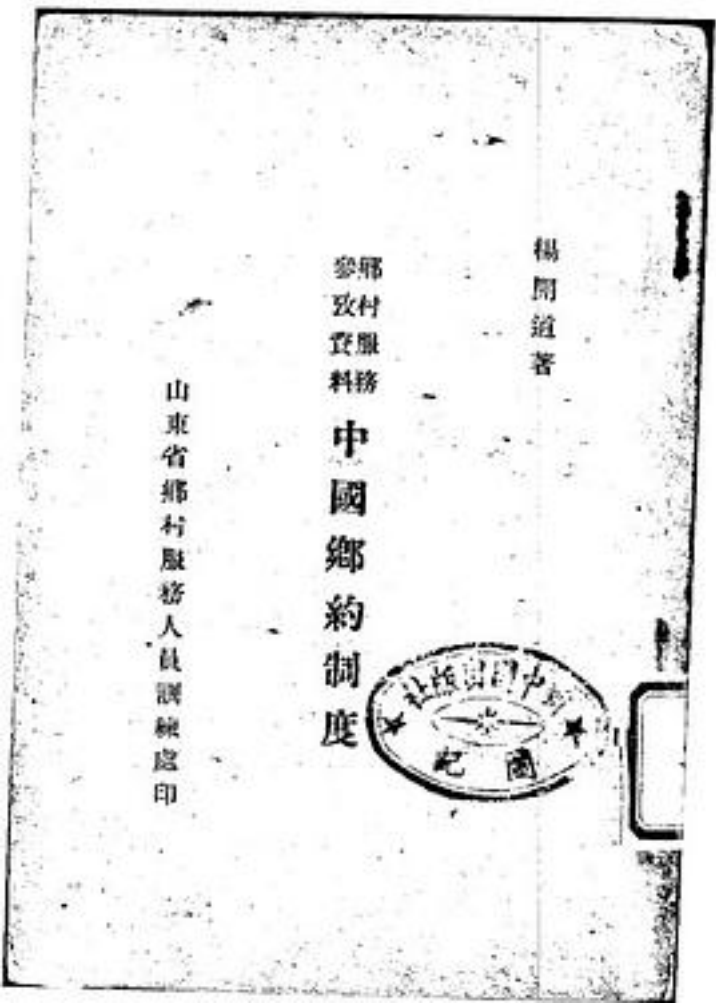 楊開道著
鄉村服務
參攷資料
中國鄉約制度
山東省鄉村服務人員訓練處印